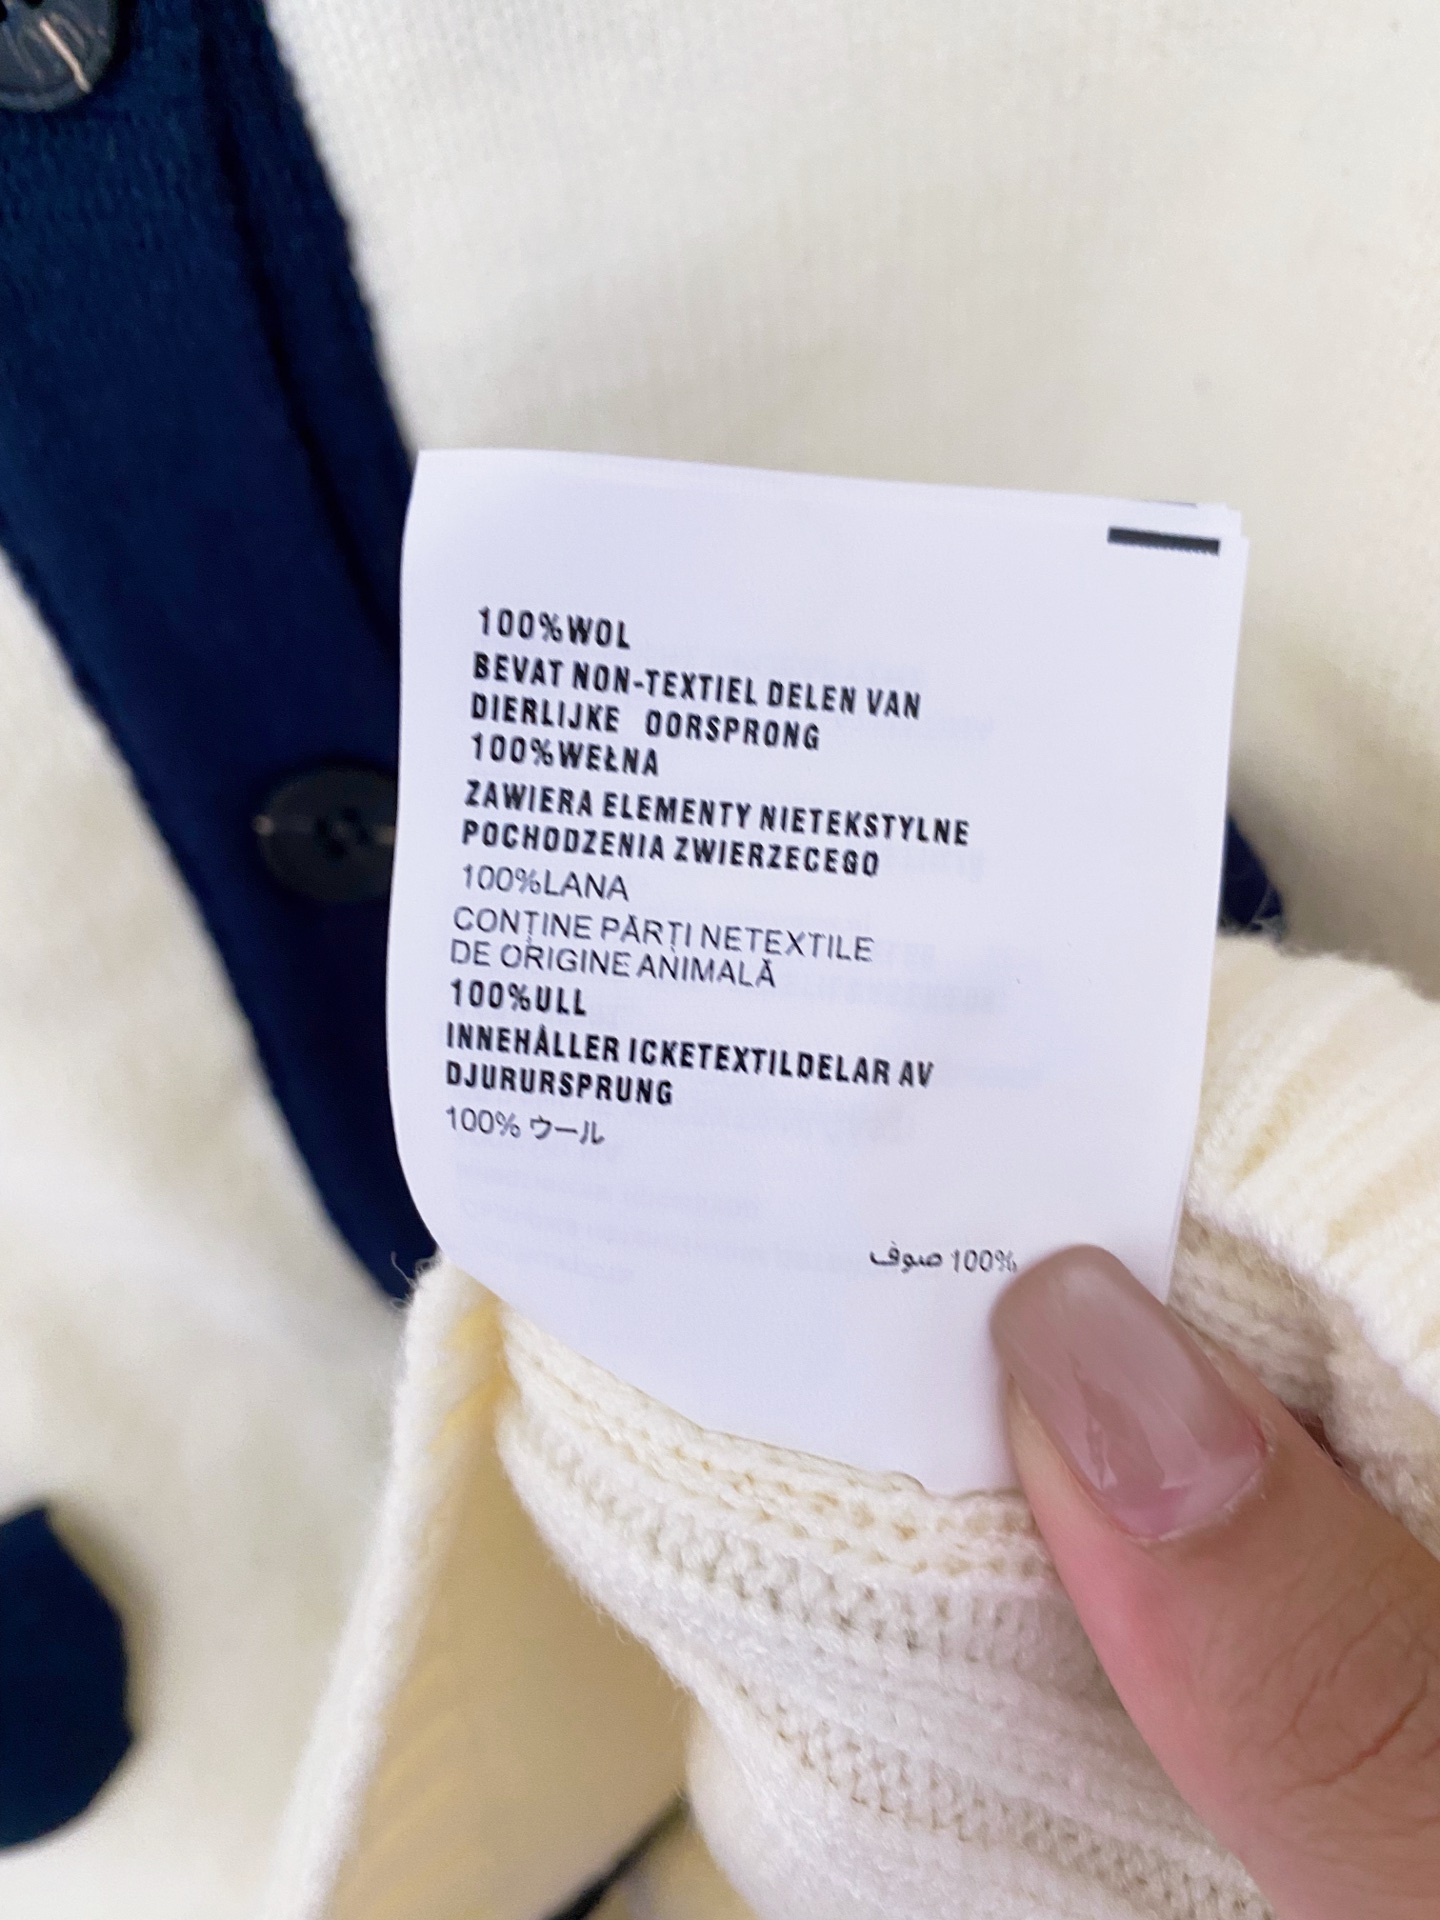 100%WOL
BEVAT NON-TEXTIEL DELEN VAN
DIERLIJKE OORSPRONG
100%WEŁNA
ZAWIERA ELEMENTY NIETEKSTYLNE
POCHODZENIA ZWIERZECEGO
100%LANA
CONȚINE PĂRȚI NETEXTILE
DE ORIGINE ANIMALĂ
100%ULL
INNEHÅLLER ICKETEXTILDELAR AV
DJURURSPRUNG
100% ウール
100% صوف